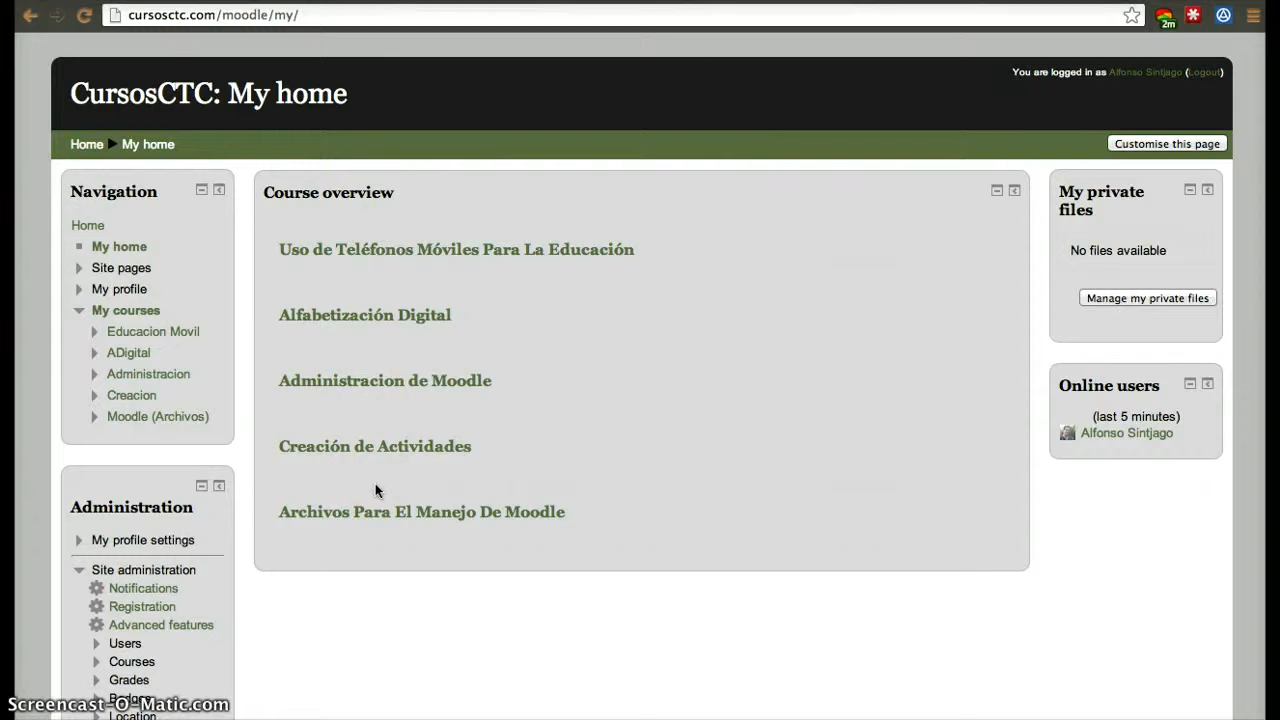 cursosctc.com/moodle/my/
2m
You are logged in as Alfonso Sintjago (Logout)
CursosCTC: My home
Home My home
Customise this page
Navigation
Home
My home
Site pages
My profile
My courses
Educacion Movil
ADigital
Administracion
Creacion
Moodle (Archivos)
Administration
My profile settings
Site administration
Notifications
Registration
Advanced features
Users
Courses
Grades
Badges
Location
Course overview
Uso de Teléfonos Móviles Para La Educación
Alfabetización Digital
Administracion de Moodle
Creación de Actividades
Archivos Para El Manejo De Moodle
My private
files
No files available
Manage my private files
Online users
(last 5 minutes)
Alfonso Sintjago
Screencast-O-Matic.com